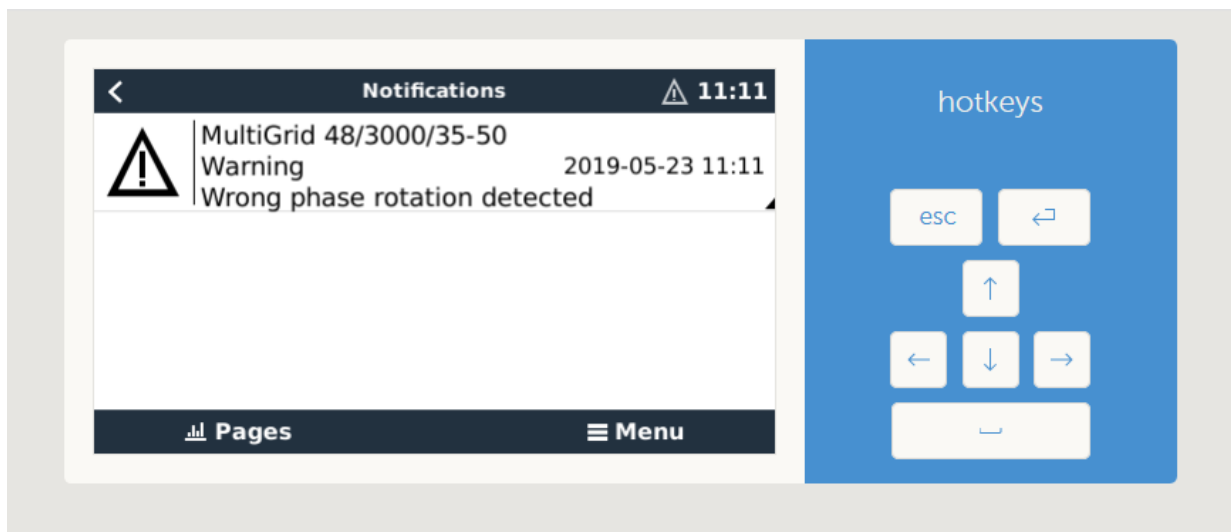 Notifications
11:11
MultiGrid 48/3000/35-50
Warning
2019-05-23 11:11
Wrong phase rotation detected
Pages
Menu
hotkeys
esc